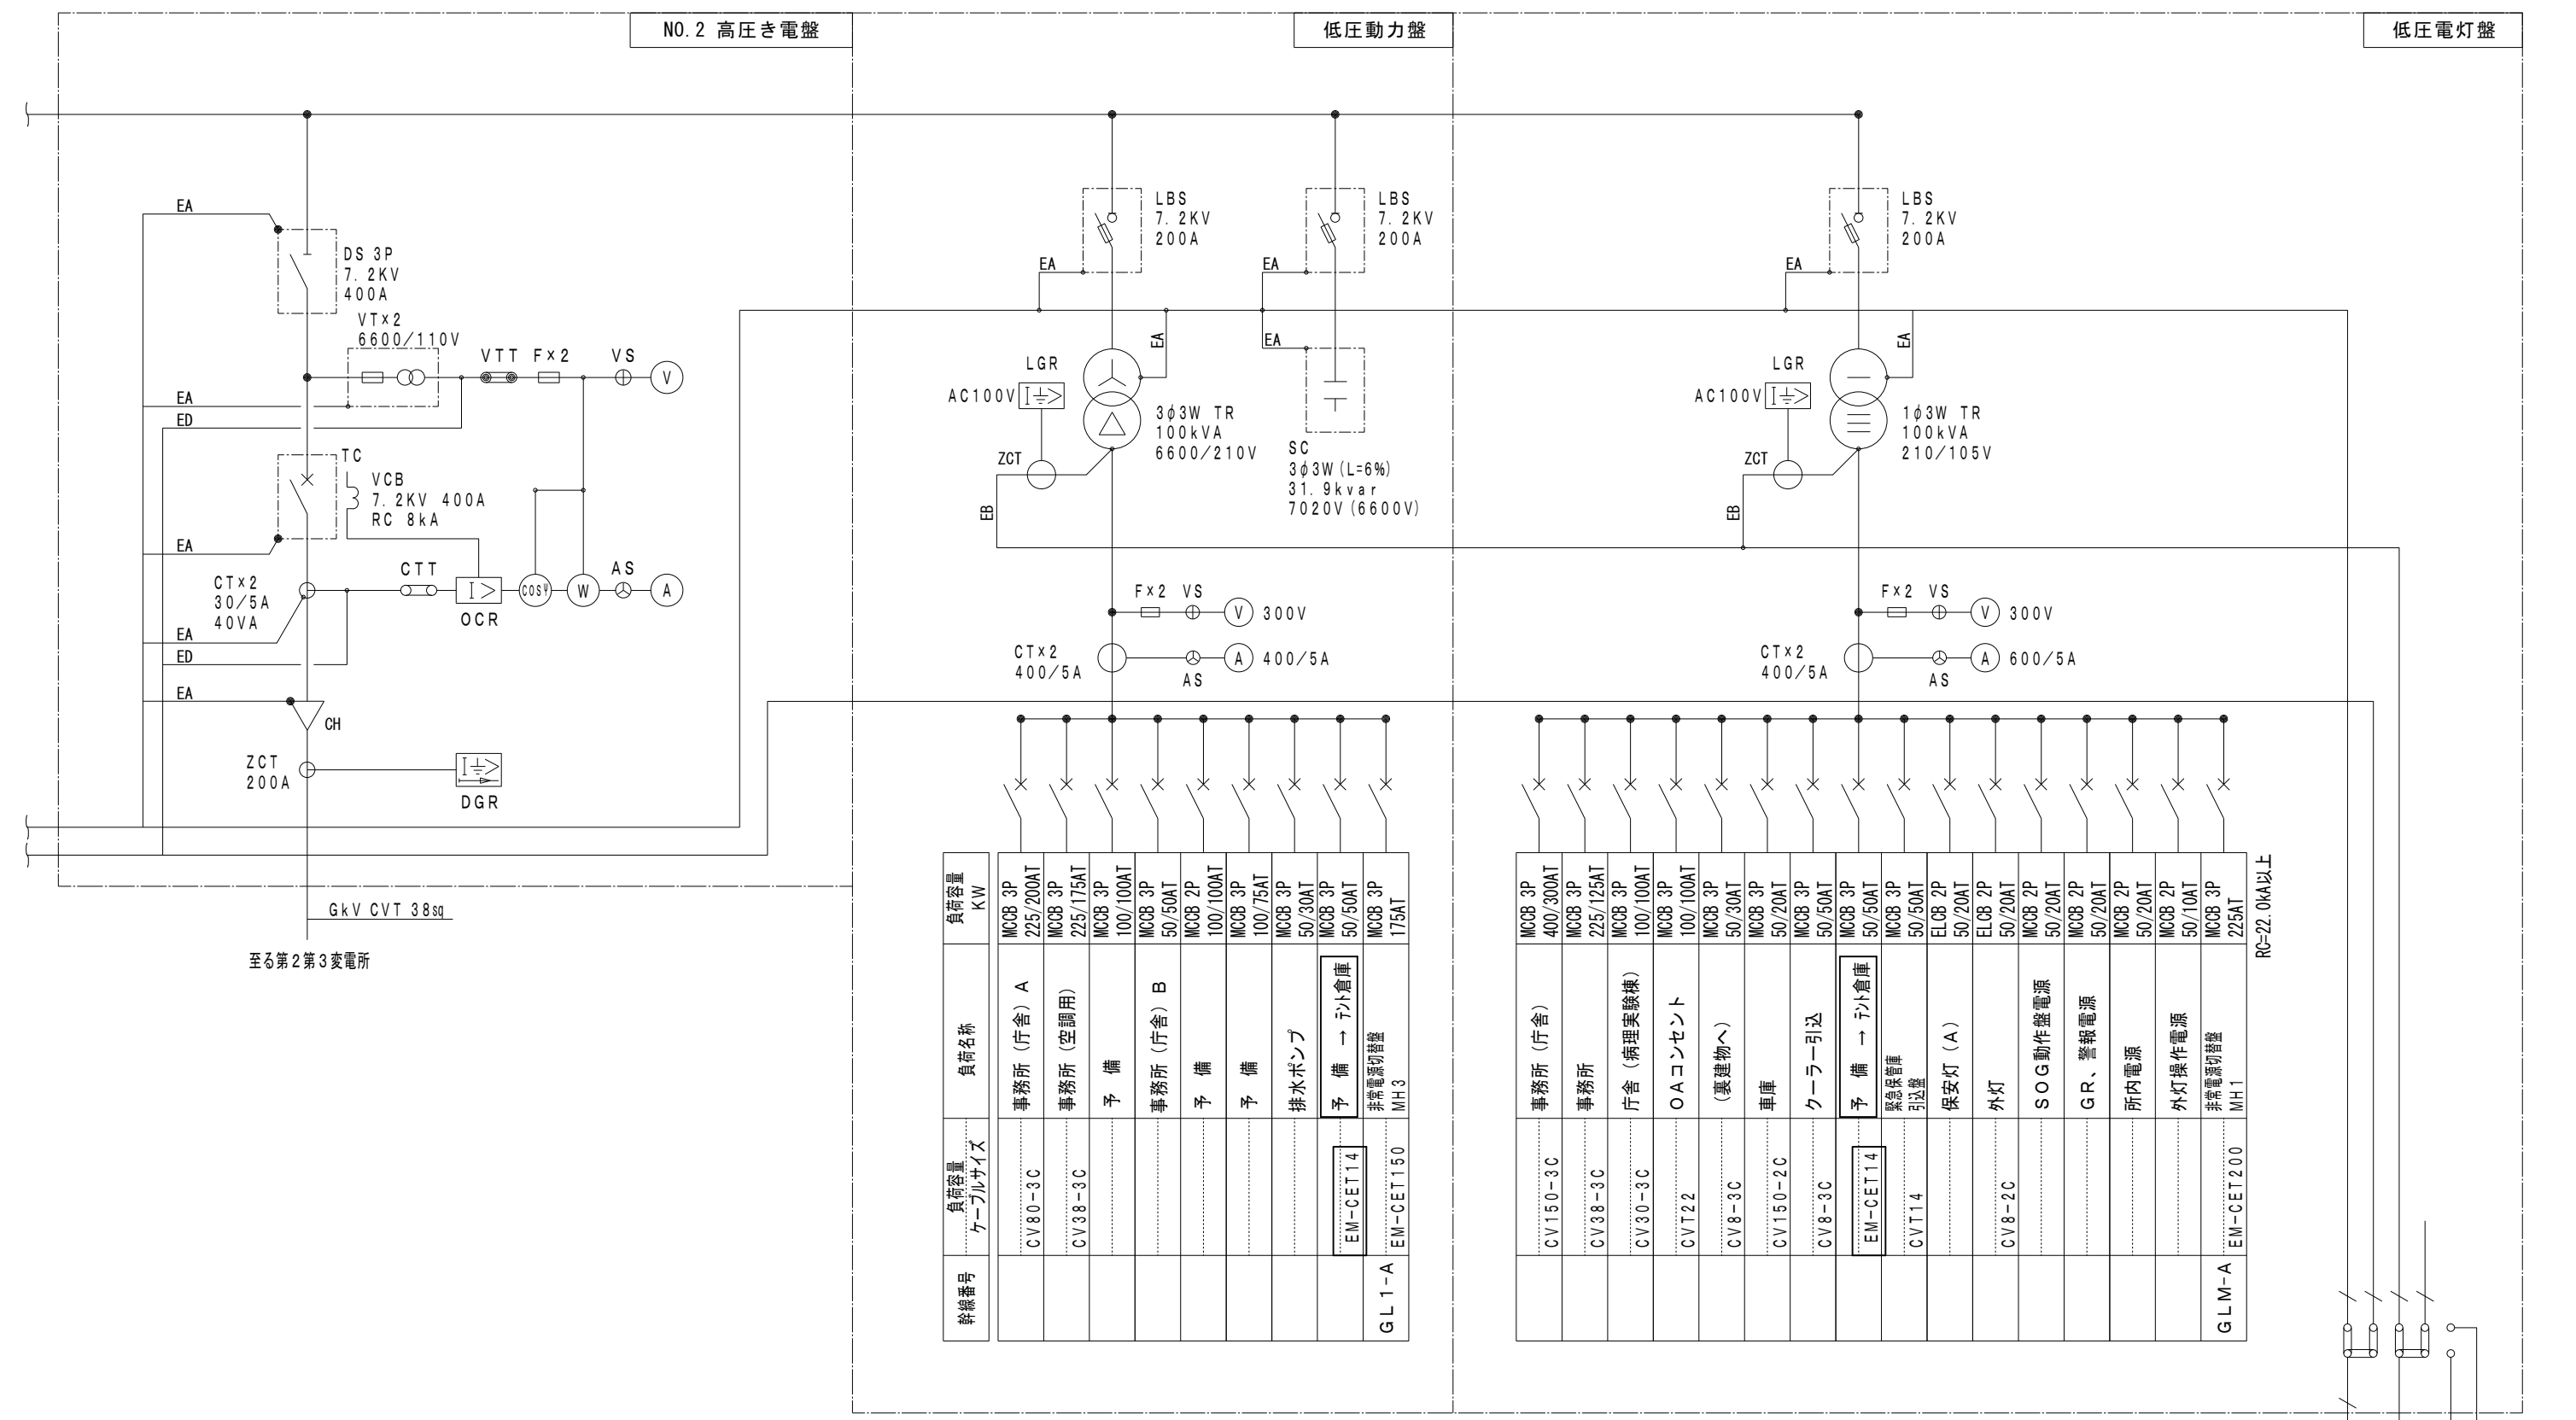 NO.2 高圧き電盤
低圧動力盤
低圧電灯盤
EA
DS 3P
7.2KV
400A
VT×2
6600/110V
VTT
F×2
VS
V
EA
ED
TC
VCB
7.2KV 400A
RC 8kA
EA
CT×2
30/5A
40VA
CTT
I>
OCR
cosΨ
W
AS
A
EA
ED
EA
CH
ZCT
200A
I>
DGR
GkV CVT 38sq
至る第2第3変電所
LBS
7.2KV
200A
EA
EA
LGR
AC100V
I>
ZCT
3φ3W TR
100kVA
6600/210V
EB
LBS
7.2KV
200A
EA
EA
SC
3φ3W(L=6%)
31.9kvar
7020V(6600V)
F×2
VS
V
300V
CT×2
400/5A
A
400/5A
AS
LBS
7.2KV
200A
EA
EA
LGR
AC100V
I>
ZCT
1φ3W TR
100kVA
210/105V
EB
F×2
VS
V
300V
CT×2
400/5A
A
600/5A
AS
負荷容量
KW
負荷名称
負荷容量
ケーブルサイズ
幹線番号
MCCB 3P
225/200AT
事務所(庁舎)A
CV80-3C
MCCB 3P
225/175AT
事務所(空調用)
CV38-3C
MCCB 3P
100/100AT
予 備
MCCB 3P
50/50AT
事務所(庁舎)B
MCCB 2P
100/100AT
予 備
MCCB 3P
100/75AT
予 備
MCCB 3P
50/30AT
排水ポンプ
MCCB 3P
50/50AT
予 備 → テント倉庫
EM-CET14
MCCB 3P
175AT
非常電源切替盤
MH3
EM-CET150
GL1-A
MCCB 3P
400/300AT
事務所(庁舎)
CV150-3C
MCCB 3P
225/125AT
事務所
CV38-3C
MCCB 3P
100/100AT
庁舎(病理実験棟)
CV30-3C
MCCB 3P
100/100AT
OAコンセント
CVT22
MCCB 3P
50/30AT
(裏建物へ)
CV8-3C
MCCB 3P
50/20AT
車庫
CV150-2C
MCCB 3P
50/50AT
クーラー引込
CV8-3C
MCCB 3P
50/50AT
予 備 → テント倉庫
EM-CET14
MCCB 3P
50/50AT
緊急保管庫
引込盤
CVT14
ELCB 2P
50/20AT
保安灯(A)
ELCB 2P
50/20AT
外灯
CV8-2C
MCCB 2P
50/20AT
SOG動作盤電源
MCCB 2P
50/20AT
GR、警報電源
MCCB 2P
50/20AT
所内電源
MCCB 2P
50/10AT
外灯操作電源
MCCB 3P
225AT
非常電源切替盤
MH1
EM-CET200
GLM-A
RC=22.0kA以上